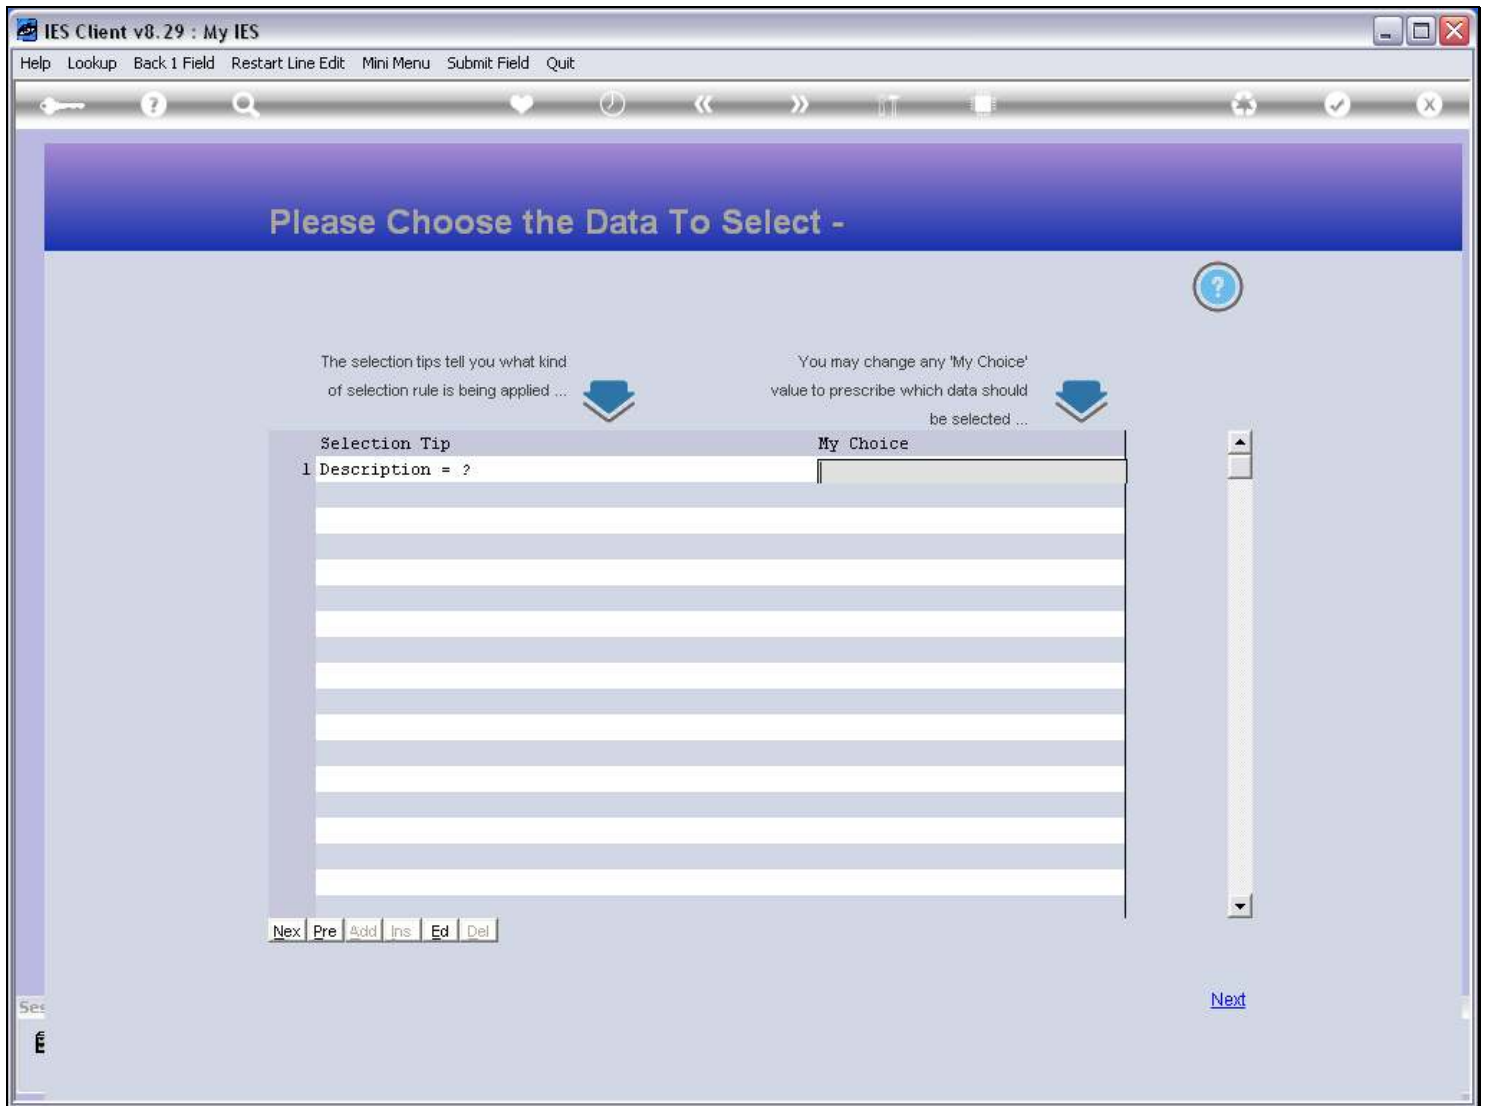 IES Client v8.29 : My IES
Help Lookup Back 1 Field Restart Line Edit Mini Menu Submit Field Quit
Please Choose the Data To Select -
The selection tips tell you what kind
of selection rule is being applied ...
You may change any 'My Choice'
value to prescribe which data should
be selected ...
Selection Tip My Choice
1 Description = ?
Nex Pre Add Ins Ed Del
Next
Ses